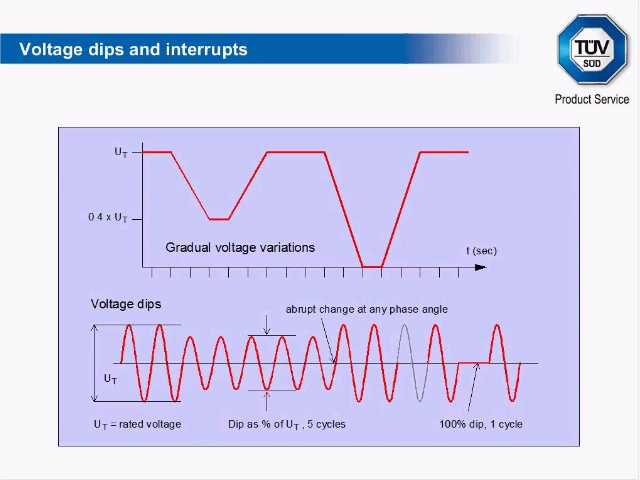 Voltage dips and interrupts
TÜV
SÜD
Product Service
UT
0.4 x UT
Gradual voltage variations
t (sec)
Voltage dips
abrupt change at any phase angle
UT
UT = rated voltage
Dip as % of UT , 5 cycles
100% dip, 1 cycle